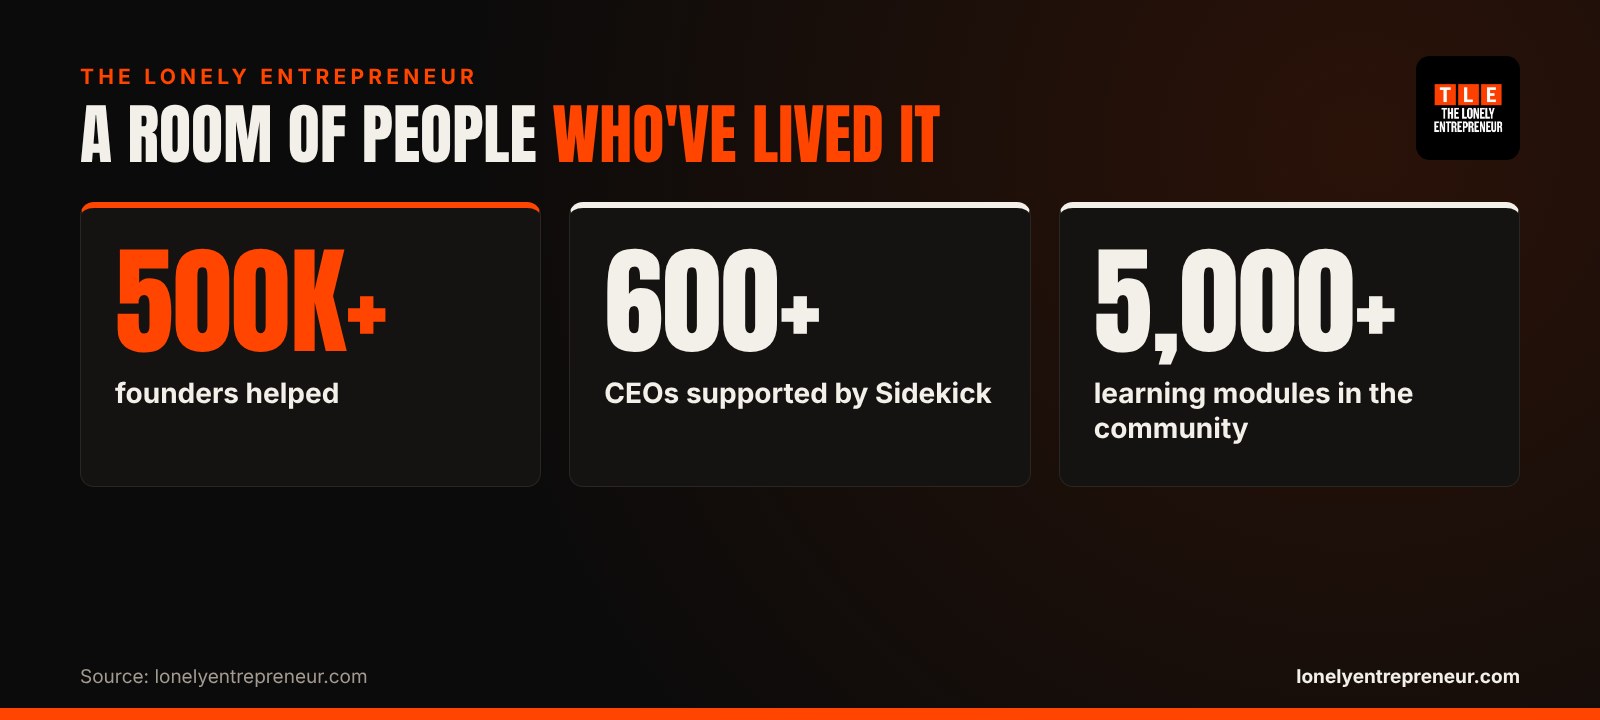 THE LONELY ENTREPRENEUR
A ROOM OF PEOPLE WHO'VE LIVED IT
TLE
THE LONELY
ENTREPRENEUR
500K+
founders helped
600+
CEOs supported by Sidekick
5,000+
learning modules in the
community
Source: lonelyentrepreneur.com
lonelyentrepreneur.com